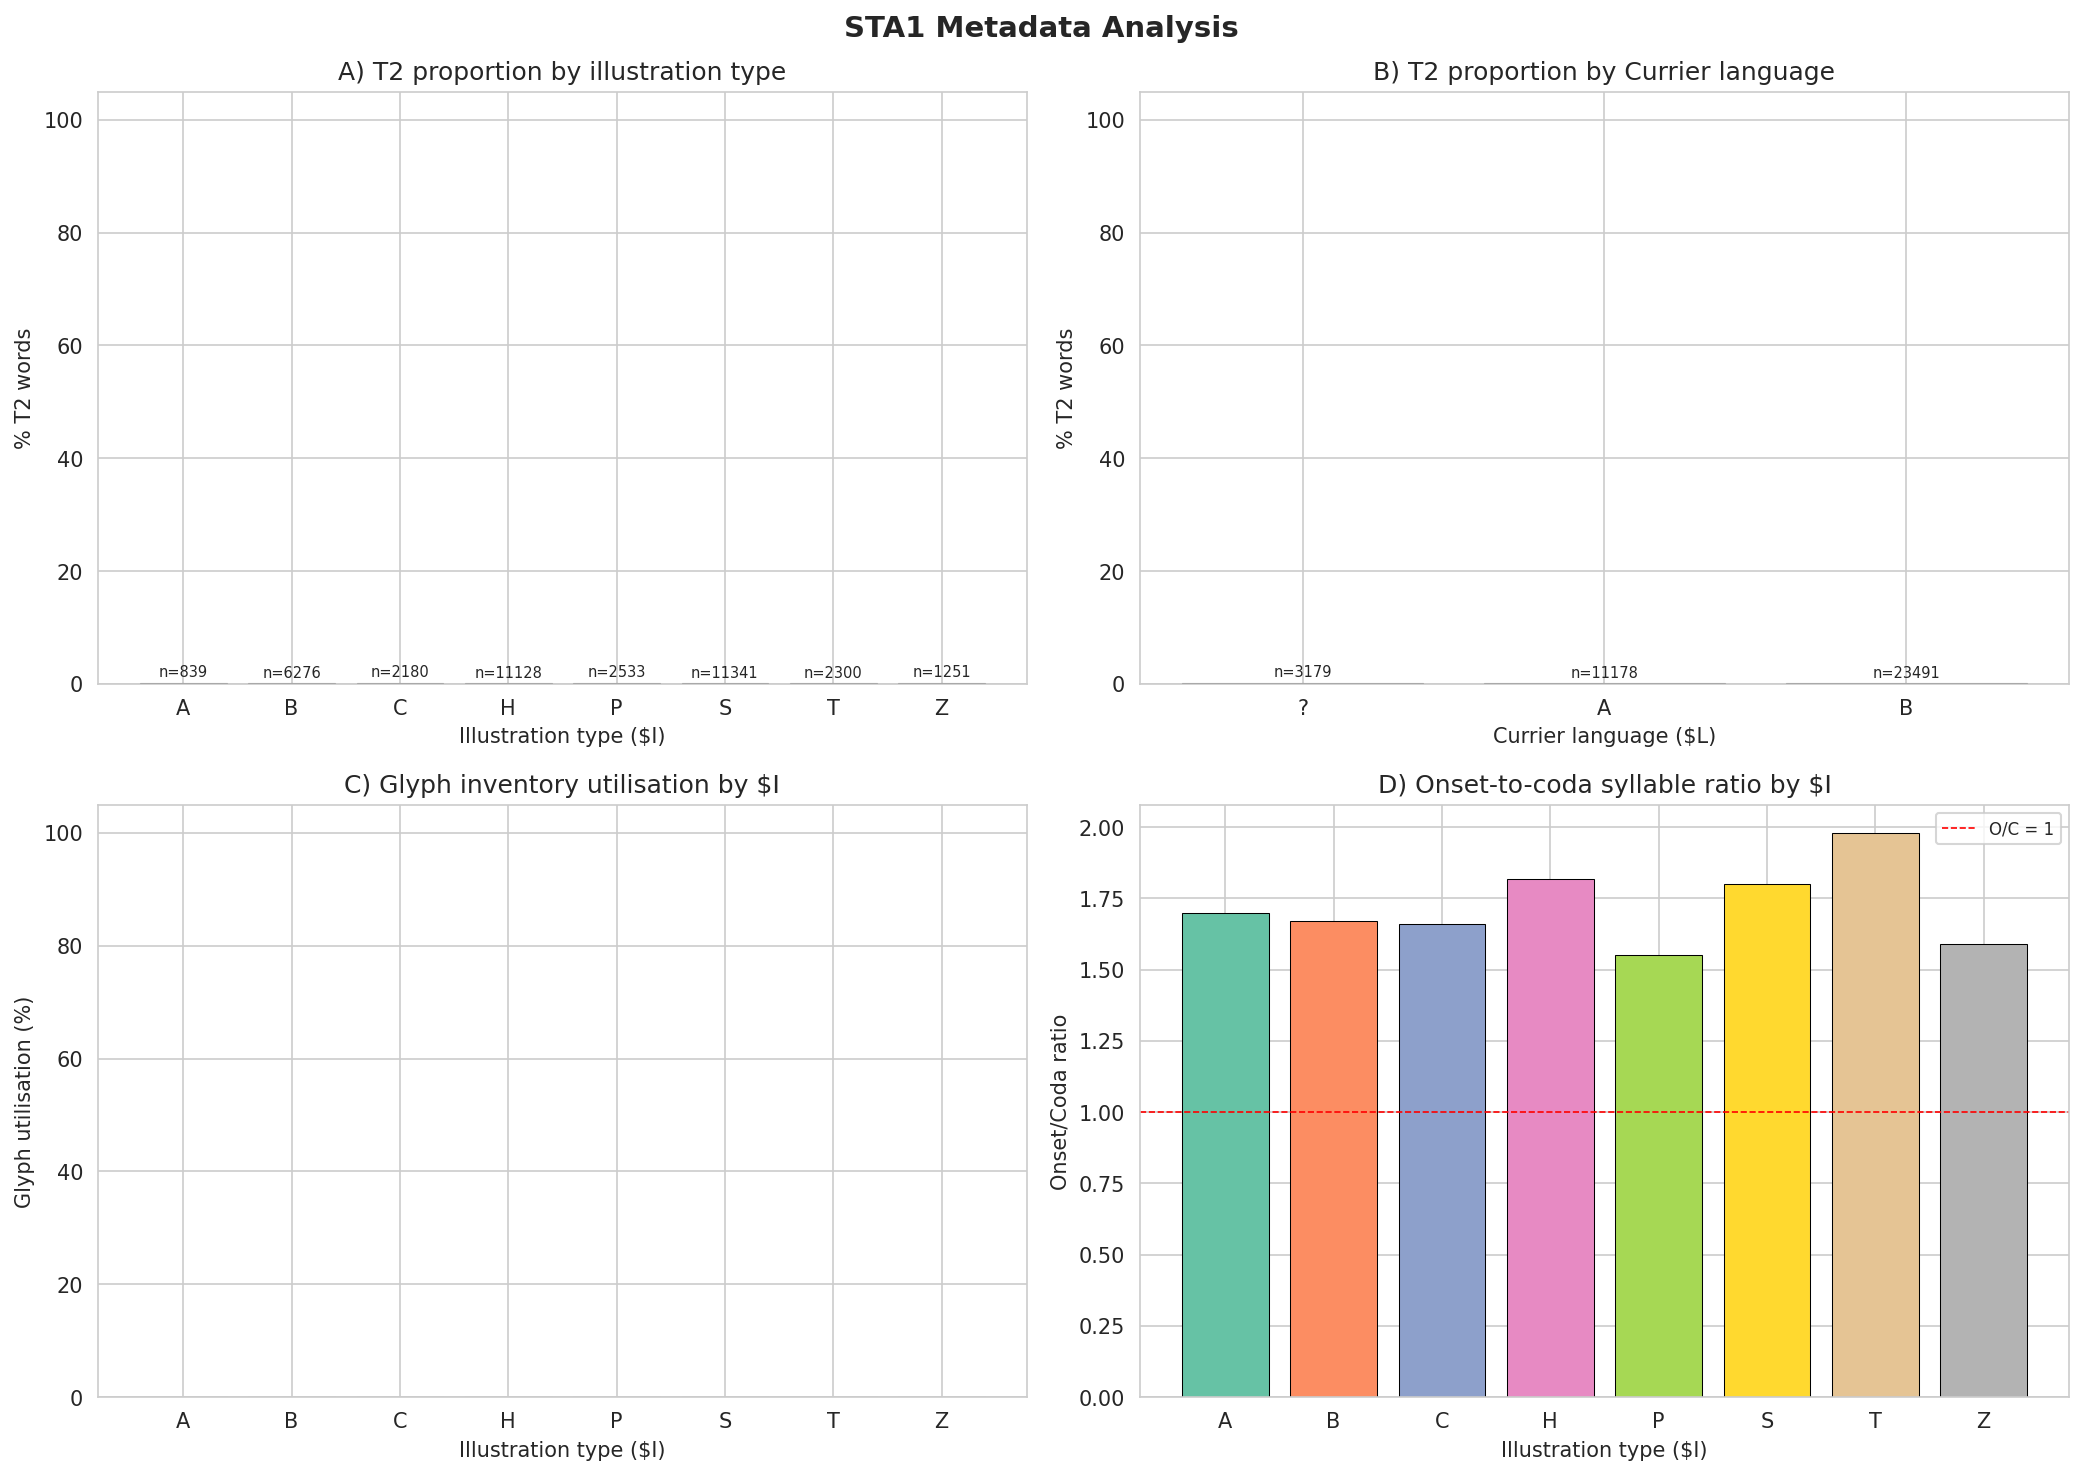 STA1 Metadata Analysis
A) T2 proportion by illustration type
100
80
60
40
20
0
% T2 words
n=839 n=6276 n=2180 n=11128 n=2533 n=11341 n=2300 n=1251
A B C H P S T Z
Illustration type ($I)
B) T2 proportion by Currier language
100
80
60
40
20
0
% T2 words
n=3179 n=11178 n=23491
? A B
Currier language ($L)
C) Glyph inventory utilisation by $I
100
80
60
40
20
0
Glyph utilisation (%)
A B C H P S T Z
Illustration type ($I)
D) Onset-to-coda syllable ratio by $I
O/C = 1
2.00
1.75
1.50
1.25
1.00
0.75
0.50
0.25
0.00
Onset/Coda ratio
A B C H P S T Z
Illustration type ($I)